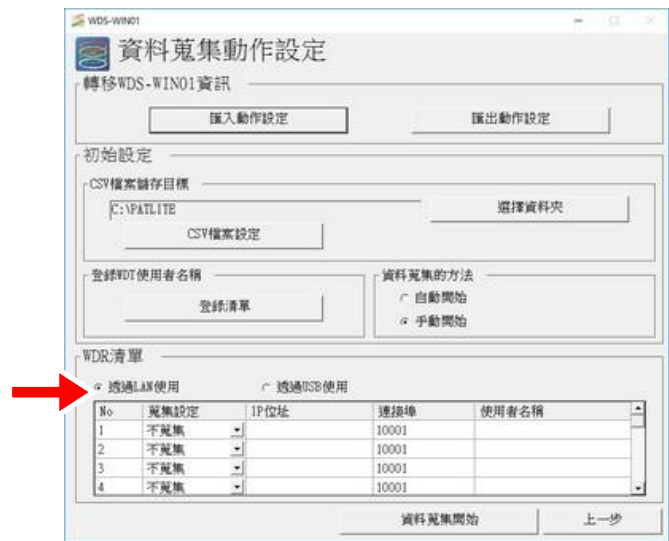 WDS-WIN01
資料蒐集動作設定
轉移WDS-WIN01資訊
匯入動作設定 匯出動作設定
初始設定
CSV檔案儲存目標
C:\PATLITE 選擇資料夾
CSV檔案設定
登錄WDT使用者名稱 資料蒐集的方法
登錄清單 自動開始
手動開始
WDR清單
透過LAN使用 透過USB使用
No 蒐集設定 IP位址 連接埠 使用者名稱
1 不蒐集 10001
2 不蒐集 10001
3 不蒐集 10001
4 不蒐集 10001
資料蒐集開始 上一步